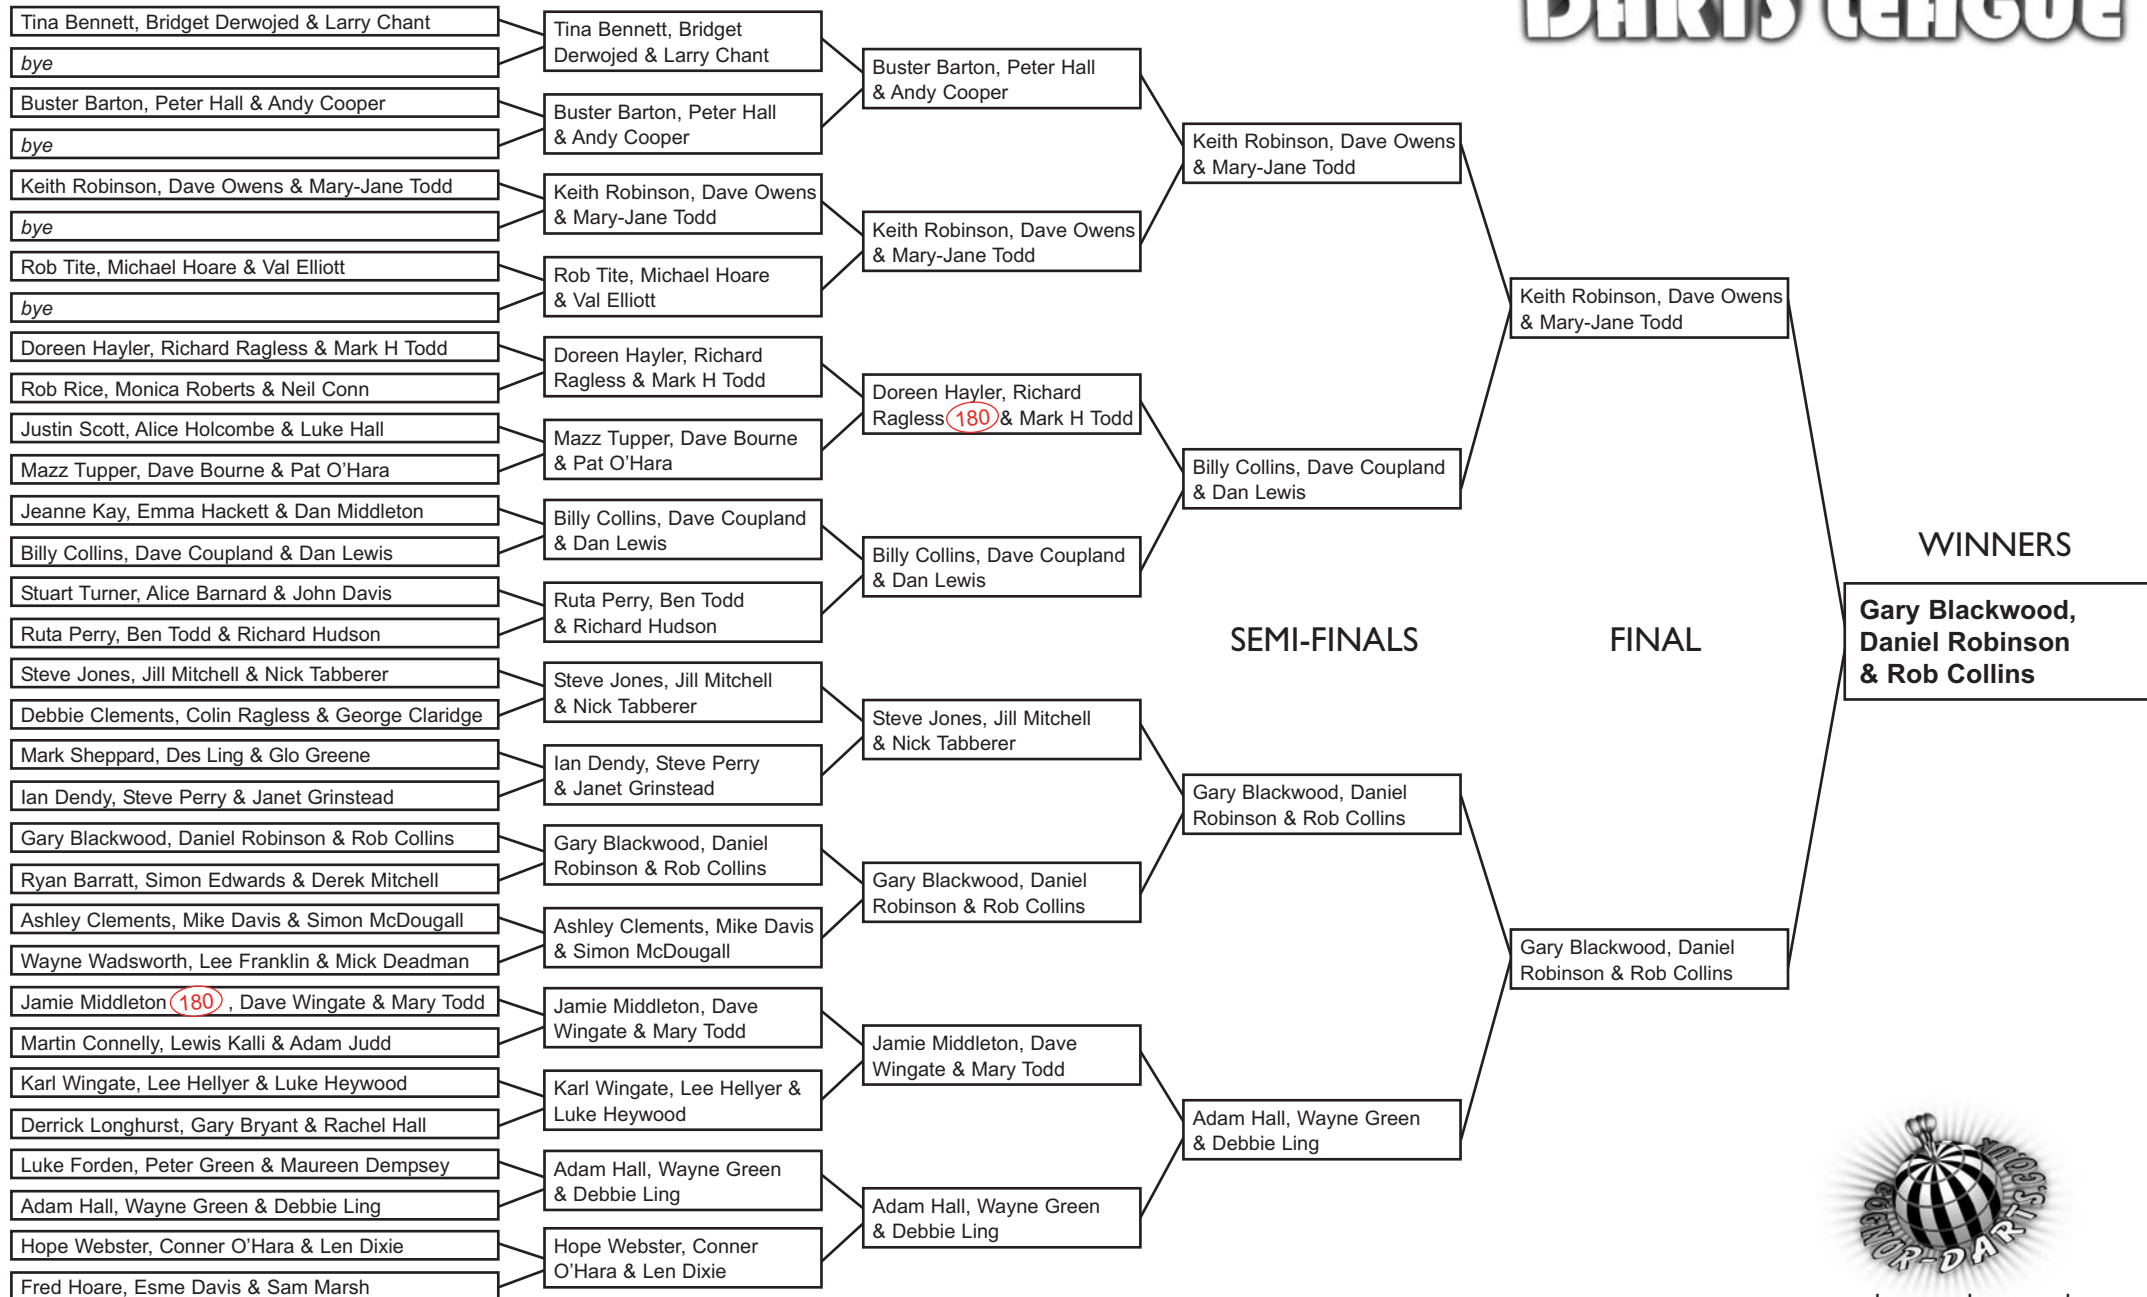 DARTS LEAGUE
Tina Bennett, Bridget Derwojed & Larry Chant
bye
Buster Barton, Peter Hall & Andy Cooper
bye
Keith Robinson, Dave Owens & Mary-Jane Todd
bye
Rob Tite, Michael Hoare & Val Elliott
bye
Doreen Hayler, Richard Ragless & Mark H Todd
Rob Rice, Monica Roberts & Neil Conn
Justin Scott, Alice Holcombe & Luke Hall
Mazz Tupper, Dave Bourne & Pat O'Hara
Jeanne Kay, Emma Hackett & Dan Middleton
Billy Collins, Dave Coupland & Dan Lewis
Stuart Turner, Alice Barnard & John Davis
Ruta Perry, Ben Todd & Richard Hudson
Steve Jones, Jill Mitchell & Nick Tabberer
Debbie Clements, Colin Ragless & George Claridge
Mark Sheppard, Des Ling & Glo Greene
Ian Dendy, Steve Perry & Janet Grinstead
Gary Blackwood, Daniel Robinson & Rob Collins
Ryan Barratt, Simon Edwards & Derek Mitchell
Ashley Clements, Mike Davis & Simon McDougall
Wayne Wadsworth, Lee Franklin & Mick Deadman
Jamie Middleton 180 , Dave Wingate & Mary Todd
Martin Connelly, Lewis Kalli & Adam Judd
Karl Wingate, Lee Hellyer & Luke Heywood
Derrick Longhurst, Gary Bryant & Rachel Hall
Luke Forden, Peter Green & Maureen Dempsey
Adam Hall, Wayne Green & Debbie Ling
Hope Webster, Conner O'Hara & Len Dixie
Fred Hoare, Esme Davis & Sam Marsh
Tina Bennett, Bridget
Derwojed & Larry Chant
Buster Barton, Peter Hall
& Andy Cooper
Keith Robinson, Dave Owens
& Mary-Jane Todd
Rob Tite, Michael Hoare
& Val Elliott
Doreen Hayler, Richard
Ragless & Mark H Todd
Mazz Tupper, Dave Bourne
& Pat O'Hara
Billy Collins, Dave Coupland
& Dan Lewis
Ruta Perry, Ben Todd
& Richard Hudson
Steve Jones, Jill Mitchell
& Nick Tabberer
Ian Dendy, Steve Perry
& Janet Grinstead
Gary Blackwood, Daniel
Robinson & Rob Collins
Ashley Clements, Mike Davis
& Simon McDougall
Jamie Middleton, Dave
Wingate & Mary Todd
Karl Wingate, Lee Hellyer &
Luke Heywood
Adam Hall, Wayne Green
& Debbie Ling
Hope Webster, Conner
O'Hara & Len Dixie
Buster Barton, Peter Hall
& Andy Cooper
Keith Robinson, Dave Owens
& Mary-Jane Todd
Doreen Hayler, Richard
Ragless 180 & Mark H Todd
Billy Collins, Dave Coupland
& Dan Lewis
Steve Jones, Jill Mitchell
& Nick Tabberer
Gary Blackwood, Daniel
Robinson & Rob Collins
Jamie Middleton, Dave
Wingate & Mary Todd
Adam Hall, Wayne Green
& Debbie Ling
Keith Robinson, Dave Owens
& Mary-Jane Todd
Billy Collins, Dave Coupland
& Dan Lewis
SEMI-FINALS
Gary Blackwood, Daniel
Robinson & Rob Collins
Adam Hall, Wayne Green
& Debbie Ling
Keith Robinson, Dave Owens
& Mary-Jane Todd
FINAL
Gary Blackwood, Daniel
Robinson & Rob Collins
WINNERS
Gary Blackwood,
Daniel Robinson
& Rob Collins
BOGNOR-DARTS.CO.UK